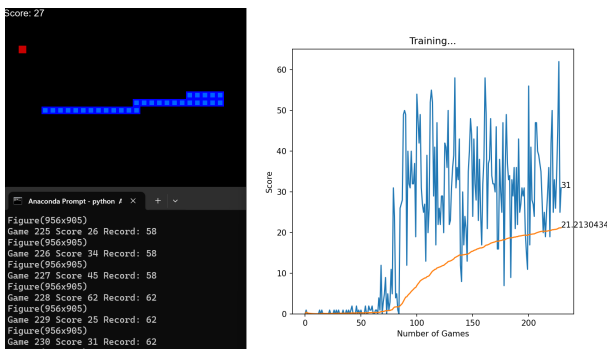 Score: 27
Anaconda Prompt - python
Figure(956x905)
Game 225 Score 26 Record: 58
Figure(956x905)
Game 226 Score 34 Record: 58
Figure(956x905)
Game 227 Score 45 Record: 58
Figure(956x905)
Game 228 Score 62 Record: 62
Figure(956x905)
Game 229 Score 25 Record: 62
Figure(956x905)
Game 230 Score 31 Record: 62
Training...
60
50
40
30
20
10
0
Score
31
21.2130434
0
50
100
150
200
Number of Games